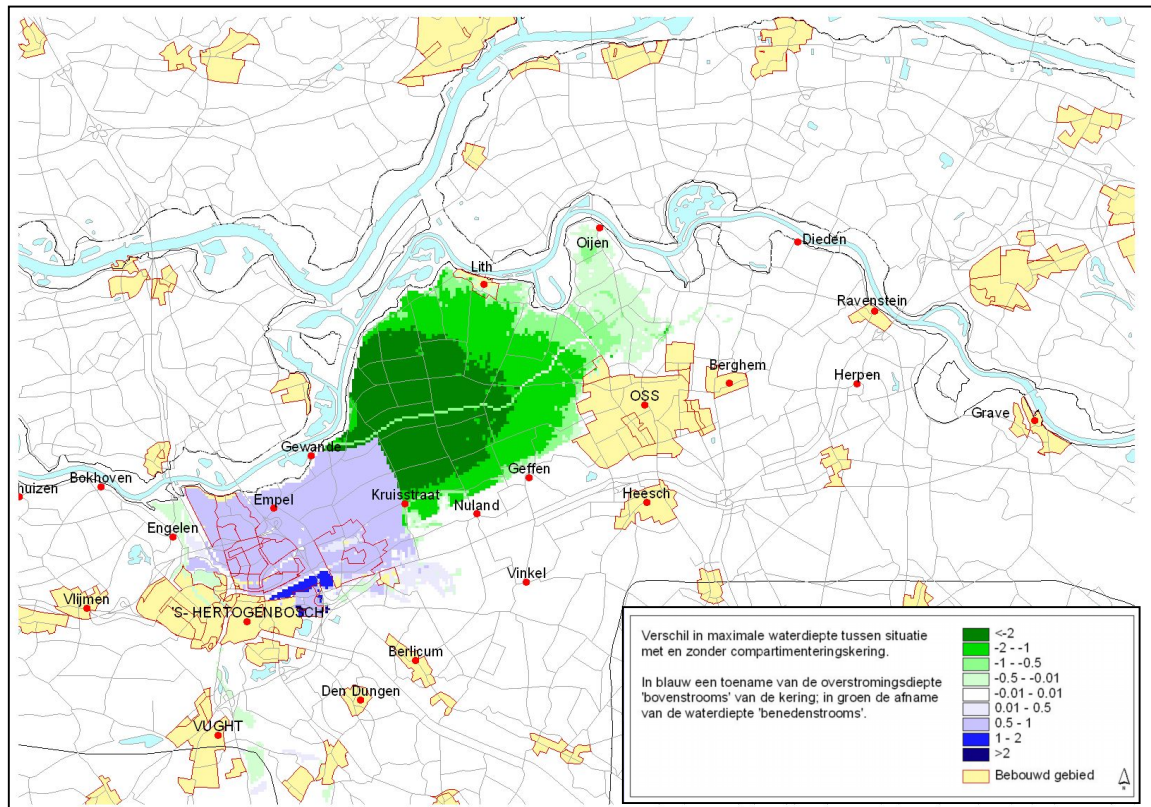 Oijen
Dieden
Lith
Ravenstein
Berghem
Herpen
OSS
Grave
Gewande
Geffen
Bokhoven
huizen
Kruisstraat
Heesch
Empel
Nuland
Engelen
Vinkel
Vlijmen
'S- HERTOGENBOSCH
Berlicum
Den Dungen
VUGHT
Verschil in maximale waterdiepte tussen situatie
met en zonder compartimenteringskering.
In blauw een toename van de overstromingsdiepte
'bovenstrooms' van de kering; in groen de afname
van de waterdiepte 'benedenstrooms'.
<-2
-2 - -1
-1 - -0.5
-0.5 - -0.01
-0.01 - 0.01
0.01 - 0.5
0.5 - 1
1 - 2
>2
Bebouwd gebied